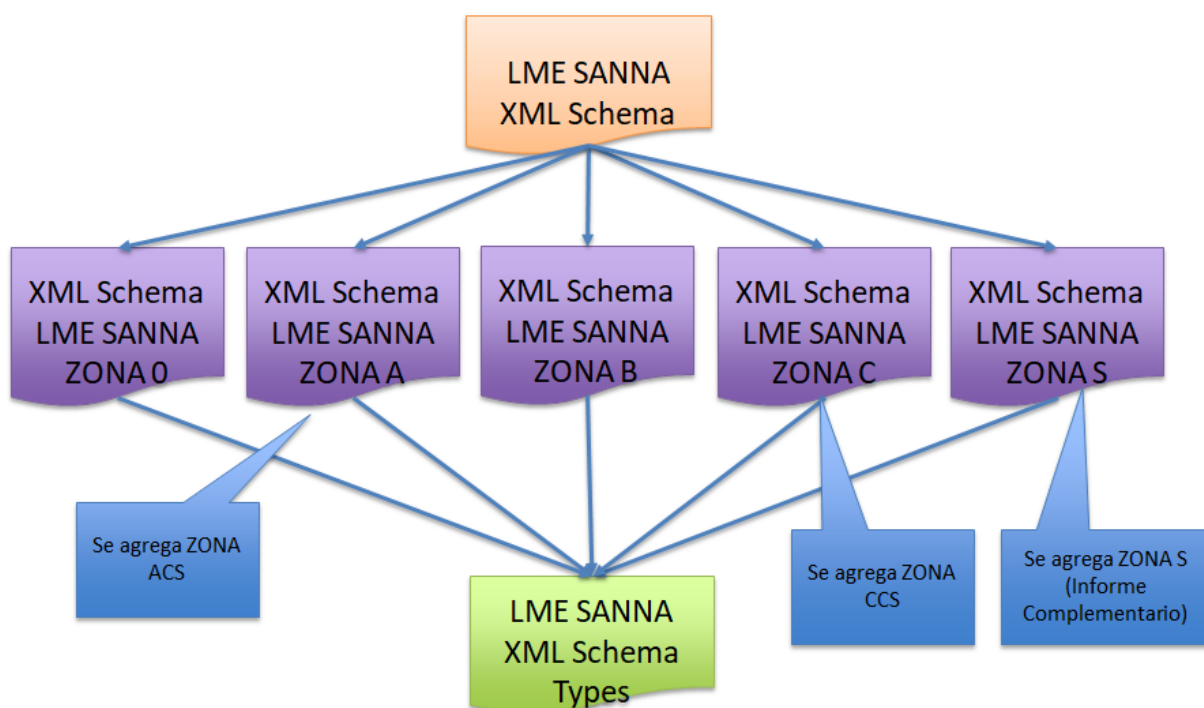 LME SANNA
XML Schema
XML Schema
LME SANNA
ZONA 0
XML Schema
LME SANNA
ZONA A
XML Schema
LME SANNA
ZONA B
XML Schema
LME SANNA
ZONA C
XML Schema
LME SANNA
ZONA S
Se agrega ZONA
ACS
Se agrega ZONA
CCS
Se agrega ZONA S
(Informe
Complementario)
LME SANNA
XML Schema
Types